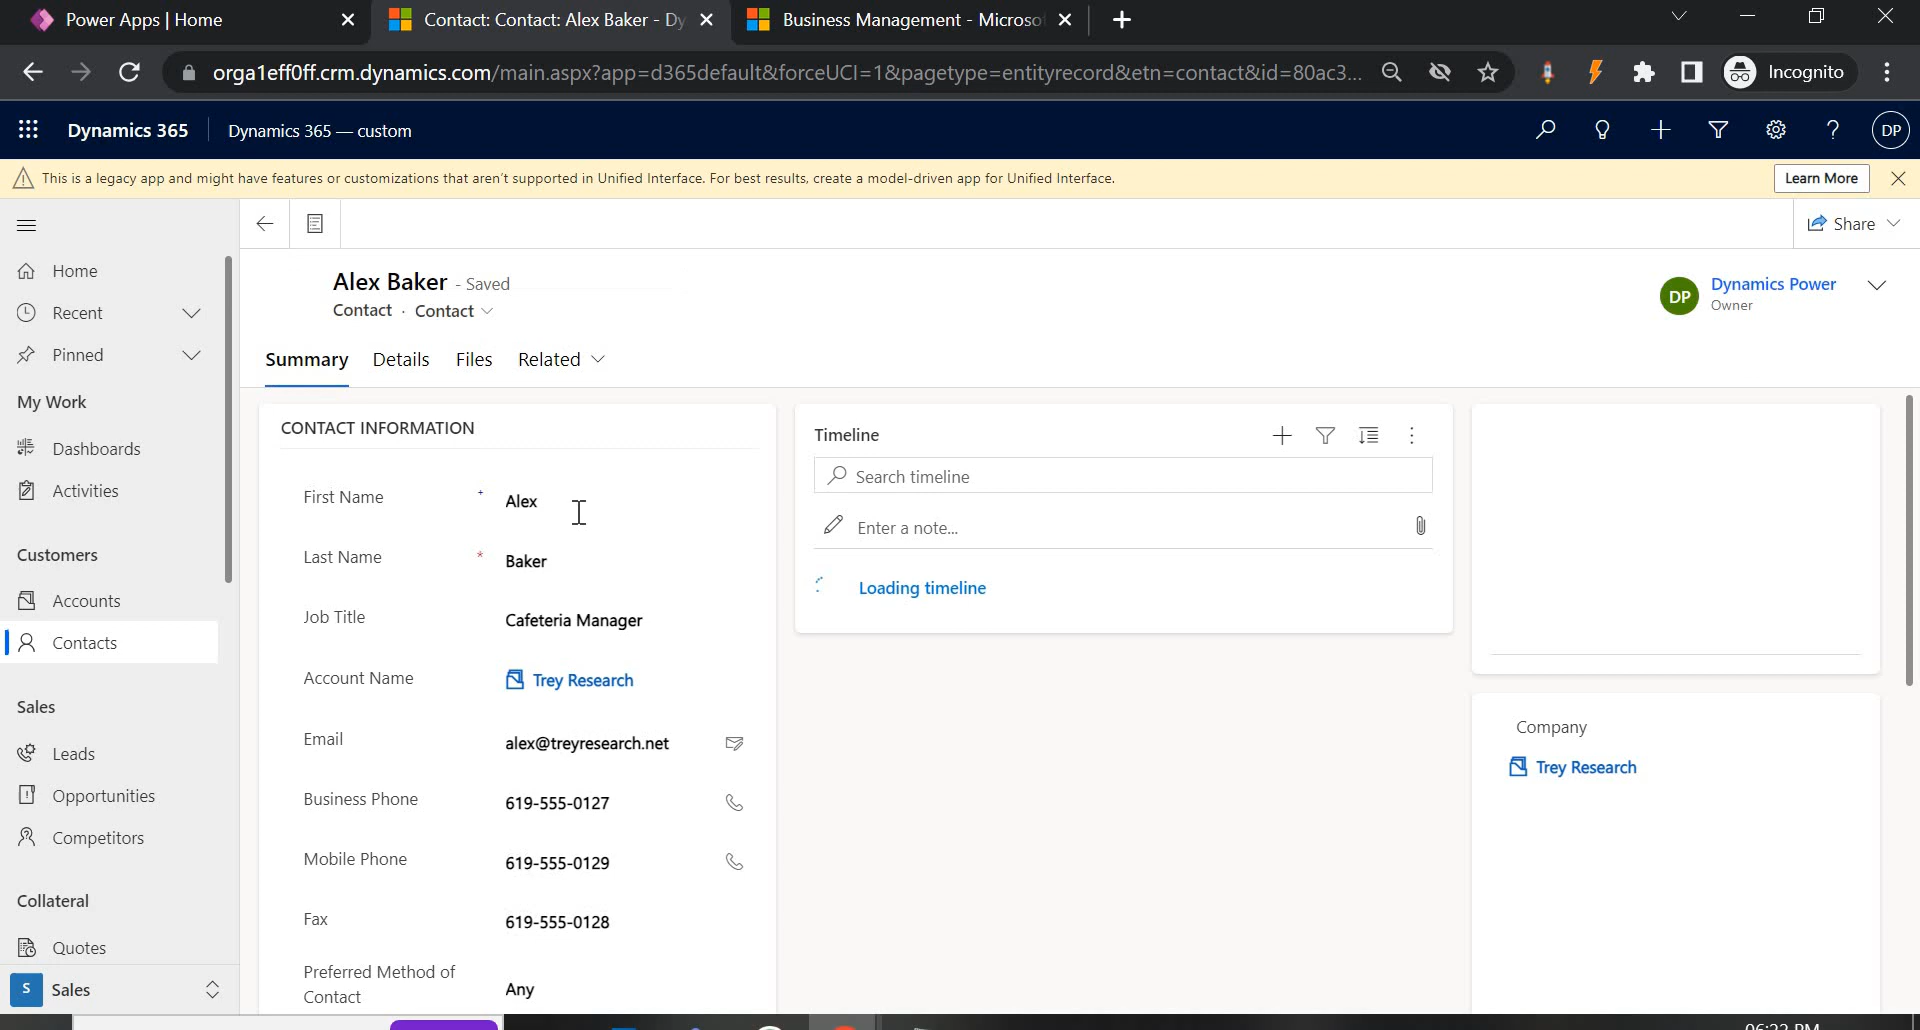 Power Apps | Home
Contact: Contact: Alex Baker - Dy
Business Management - Microso
orga1eff0ff.crm.dynamics.com/main.aspx?app=d365default&forceUCI=1&pagetype=entityrecord&etn=contact&id=80ac3...
Incognito
Dynamics 365
Dynamics 365 — custom
DP
This is a legacy app and might have features or customizations that aren't supported in Unified Interface. For best results, create a model-driven app for Unified Interface.
Learn More
Share
Home
Recent
Pinned
My Work
Dashboards
Activities
Customers
Accounts
Contacts
Sales
Leads
Opportunities
Competitors
Collateral
Quotes
S Sales
Alex Baker - Saved
Contact · Contact
DP
Dynamics Power
Owner
Summary
Details
Files
Related
CONTACT INFORMATION
First Name + Alex
Last Name * Baker
Job Title Cafeteria Manager
Account Name Trey Research
Email alex@treyresearch.net
Business Phone 619-555-0127
Mobile Phone 619-555-0129
Fax 619-555-0128
Preferred Method of
Contact
Any
Timeline
Search timeline
Enter a note...
Loading timeline
Company
Trey Research
06:22 PM